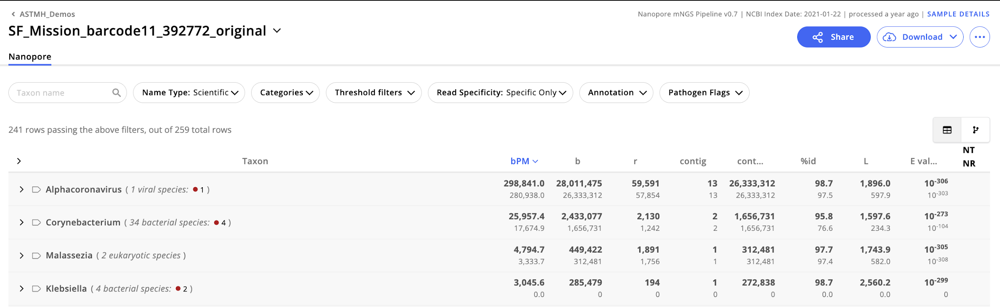 ASTMH_Demos
Nanopore mNGS Pipeline v0.7 | NCBI Index Date: 2021-01-22 | processed a year ago | SAMPLE DETAILS
SF_Mission_barcode11_392772_original
Share
Download
Nanopore
Taxon name
Name Type: Scientific
Categories
Threshold filters
Read Specificity: Specific Only
Annotation
Pathogen Flags
241 rows passing the above filters, out of 259 total rows
Taxon bPM b r contig cont... %id L E val... NT
NR
Alphacoronavirus ( 1 viral species: 1 ) 298,841.0 28,011,475 59,591 13 26,333,312 98.7 1,896.0 10-306
280,938.0 26,333,312 57,854 13 26,333,312 97.5 597.9 10-303
Corynebacterium ( 34 bacterial species: 4 ) 25,957.4 2,433,077 2,130 2 1,656,731 95.8 1,597.6 10-273
17,674.9 1,656,731 1,242 2 1,656,731 76.6 234.3 10-104
Malassezia ( 2 eukaryotic species ) 4,794.7 449,422 1,891 1 312,481 97.7 1,743.9 10-305
3,333.7 312,481 1,756 1 312,481 97.4 582.0 10-308
Klebsiella ( 4 bacterial species: 2 ) 3,045.6 285,479 194 1 272,838 98.7 2,560.2 10-299
0.0 0 0 0 0 0.0 0.0 0